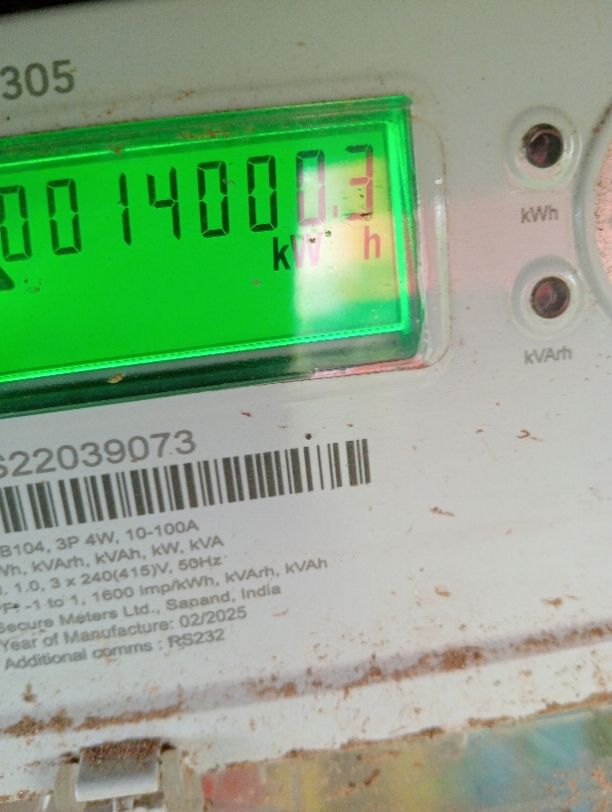 305
0014000.3
kWh
kWh
kVArh
S22039073
B104, 3P 4W, 10-100A
Wh, kVArh, kVAh, kW, kVA
1.0, 3 x 240(415)V, 50Hz
-1 to 1, 1600 imp/kWh, kVArh, kVAh
Secure Meters Ltd., Sanand, India
Year of Manufacture: 02/2025
Additional comms : RS232